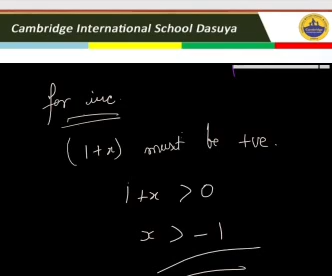 Cambridge International School Dasuya
for inc.
(1+x) must be +ve.
1+x > 0
x > -1